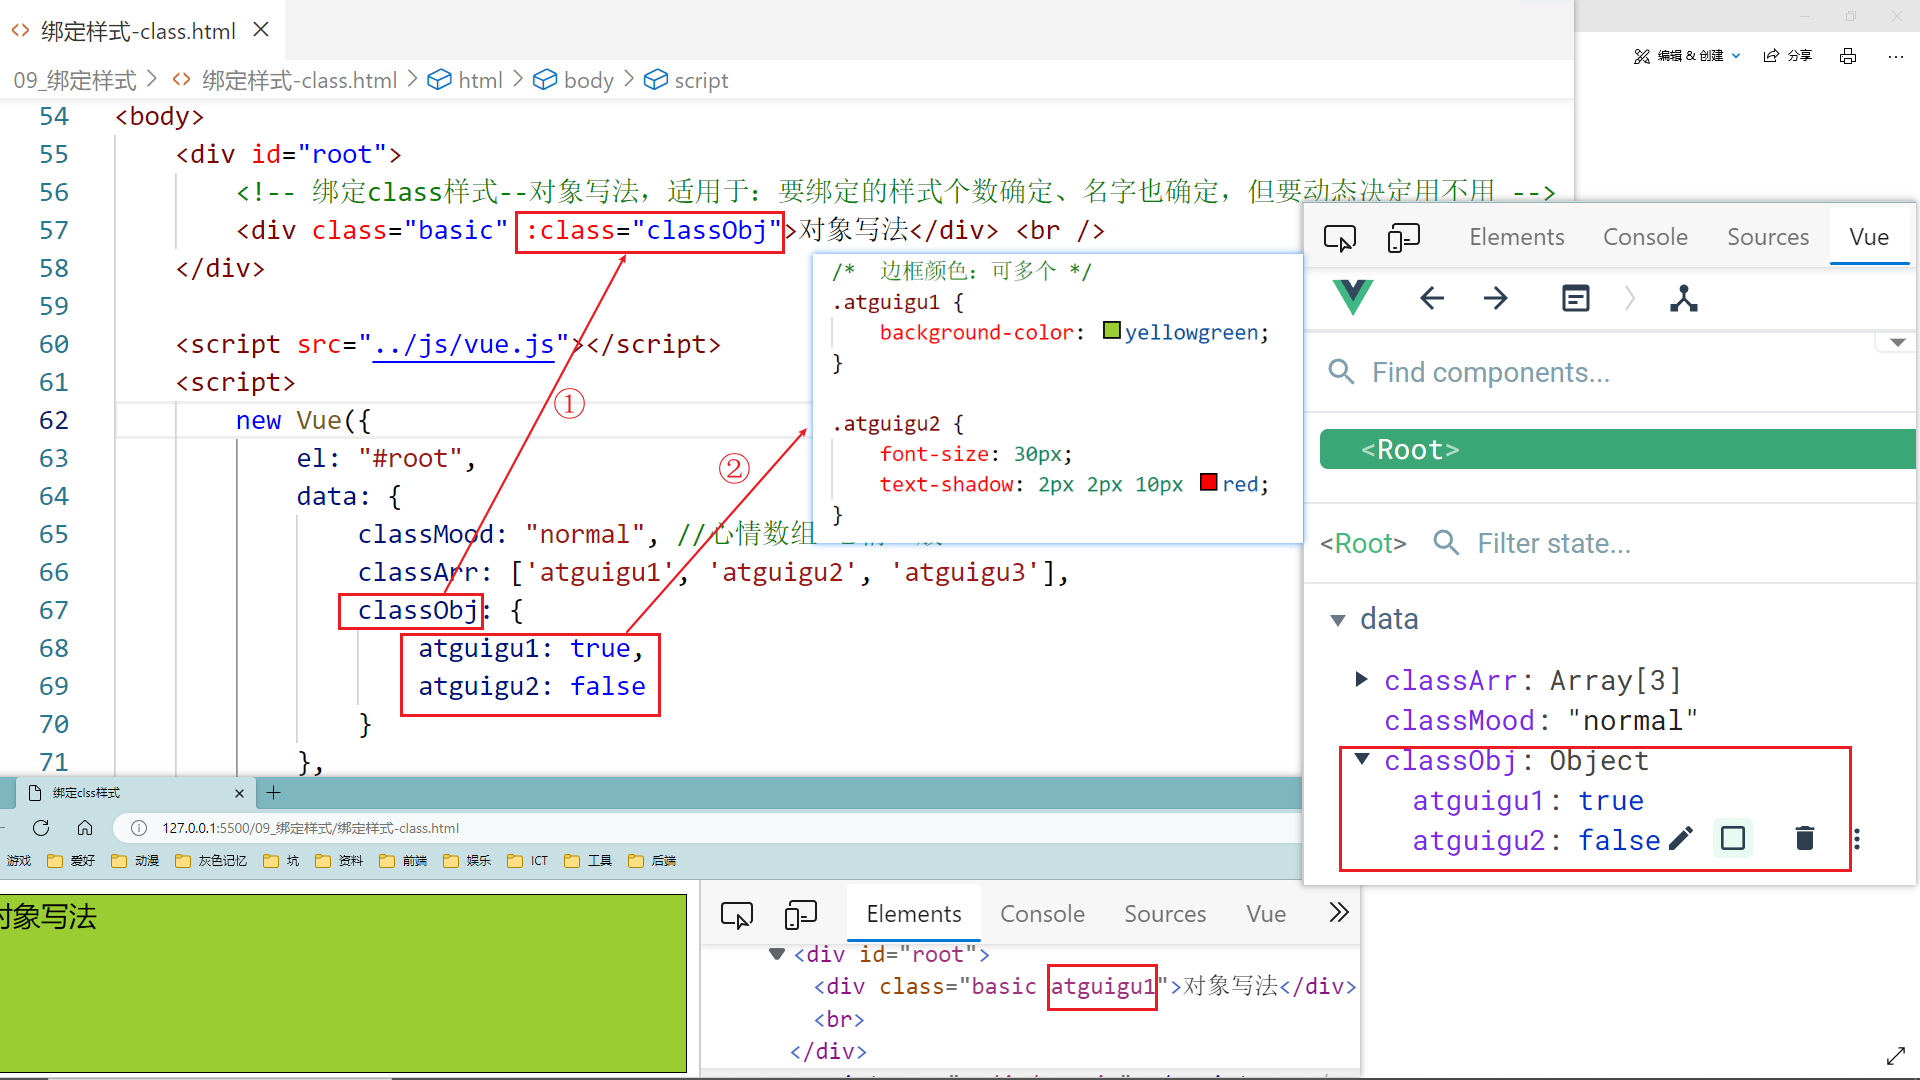 绑定样式-class.html
编辑 & 创建
分享
09_绑定样式 > 绑定样式-class.html > html > body > script
54 <body>
55 <div id="root">
56 <!-- 绑定class样式--对象写法，适用于：要绑定的样式个数确定、名字也确定，但要动态决定用不用 -->
57 <div class="basic" :class="classObj">对象写法</div> <br />
58 </div>
59
60 <script src="../js/vue.js"></script>
61 <script>
62 new Vue({
63 el: "#root",
64 data: {
65 classMood: "normal", //心情数组
66 classArr: ['atguigu1', 'atguigu2', 'atguigu3'],
67 classObj: {
68 atguigu1: true,
69 atguigu2: false
70 }
71 },
①
②
/* 边框颜色：可多个 */
.atguigu1 {
background-color: yellowgreen;
}
.atguigu2 {
font-size: 30px;
text-shadow: 2px 2px 10px red;
}
Elements Console Sources Vue
Find components...
<Root>
<Root> Filter state...
data
classArr: Array[3]
classMood: "normal"
classObj: Object
atguigu1: true
atguigu2: false
绑定clss样式
127.0.0.1:5500/09_绑定样式/绑定样式-class.html
游戏 爱好 动漫 灰色记忆 坑 资料 前端 娱乐 ICT 工具 后端
对象写法
Elements Console Sources Vue
<div id="root">
<div class="basic atguigu1">对象写法</div>
<br>
</div>